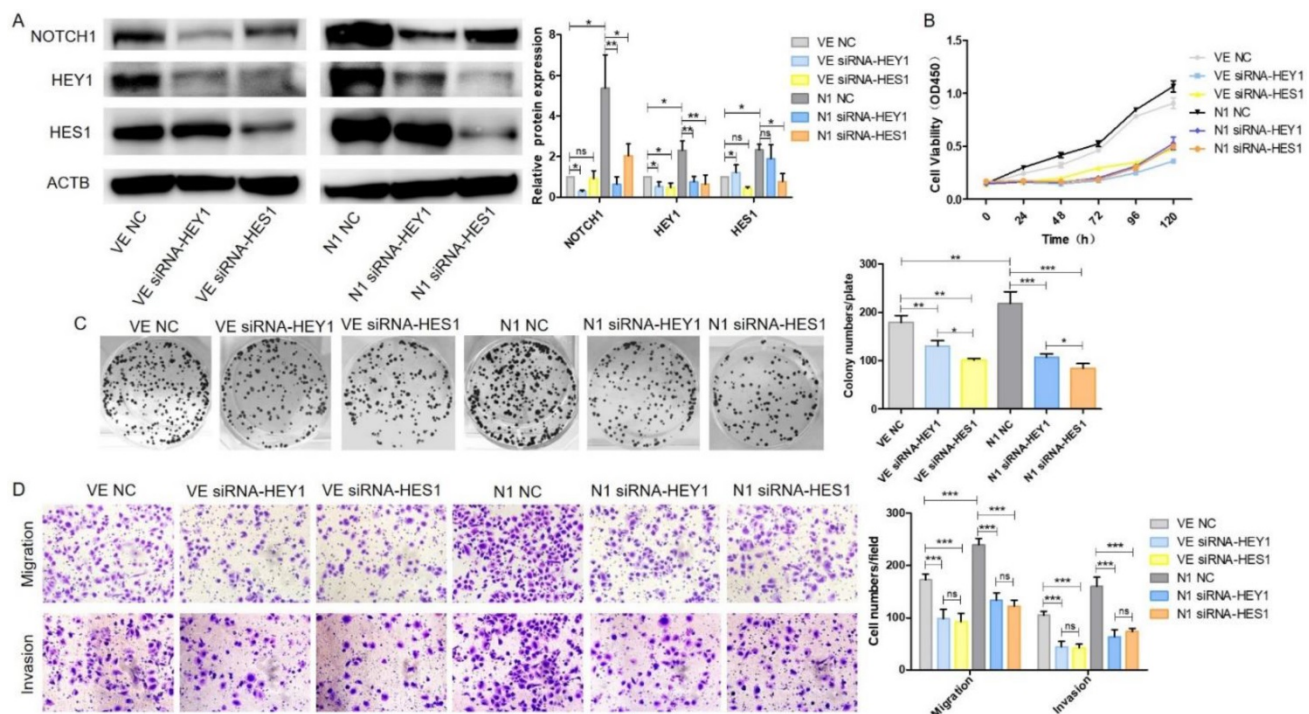 A
NOTCH1
HEY1
HES1
ACTB
VE NC
VE siRNA-HEY1
VE siRNA-HES1
N1 NC
N1 siRNA-HEY1
N1 siRNA-HES1
Relative protein expression
8
6
4
2
0
*
*
**
ns
*
*
*
**
**
*
*
*
ns
*
NOTCH1
HEY1
HES1
VE NC
VE siRNA-HEY1
VE siRNA-HES1
N1 NC
N1 siRNA-HEY1
N1 siRNA-HES1
B
Cell Viability (OD450)
1.5
1.0
0.5
0.0
0
24
48
72
96
120
Time (h)
VE NC
VE siRNA-HEY1
VE siRNA-HES1
N1 NC
N1 siRNA-HEY1
N1 siRNA-HES1
C
VE NC
VE siRNA-HEY1
VE siRNA-HES1
N1 NC
N1 siRNA-HEY1
N1 siRNA-HES1
Colony numbers/plate
300
200
100
0
**
***
**
***
**
*
*
VE NC
VE siRNA-HEY1
VE siRNA-HES1
N1 NC
N1 siRNA-HEY1
N1 siRNA-HES1
D
VE NC
VE siRNA-HEY1
VE siRNA-HES1
N1 NC
N1 siRNA-HEY1
N1 siRNA-HES1
Migration
Invasion
Cell numbers/field
300
200
100
0
***
***
***
***
***
ns
ns
***
***
***
***
ns
ns
Migration
Invasion
VE NC
VE siRNA-HEY1
VE siRNA-HES1
N1 NC
N1 siRNA-HEY1
N1 siRNA-HES1